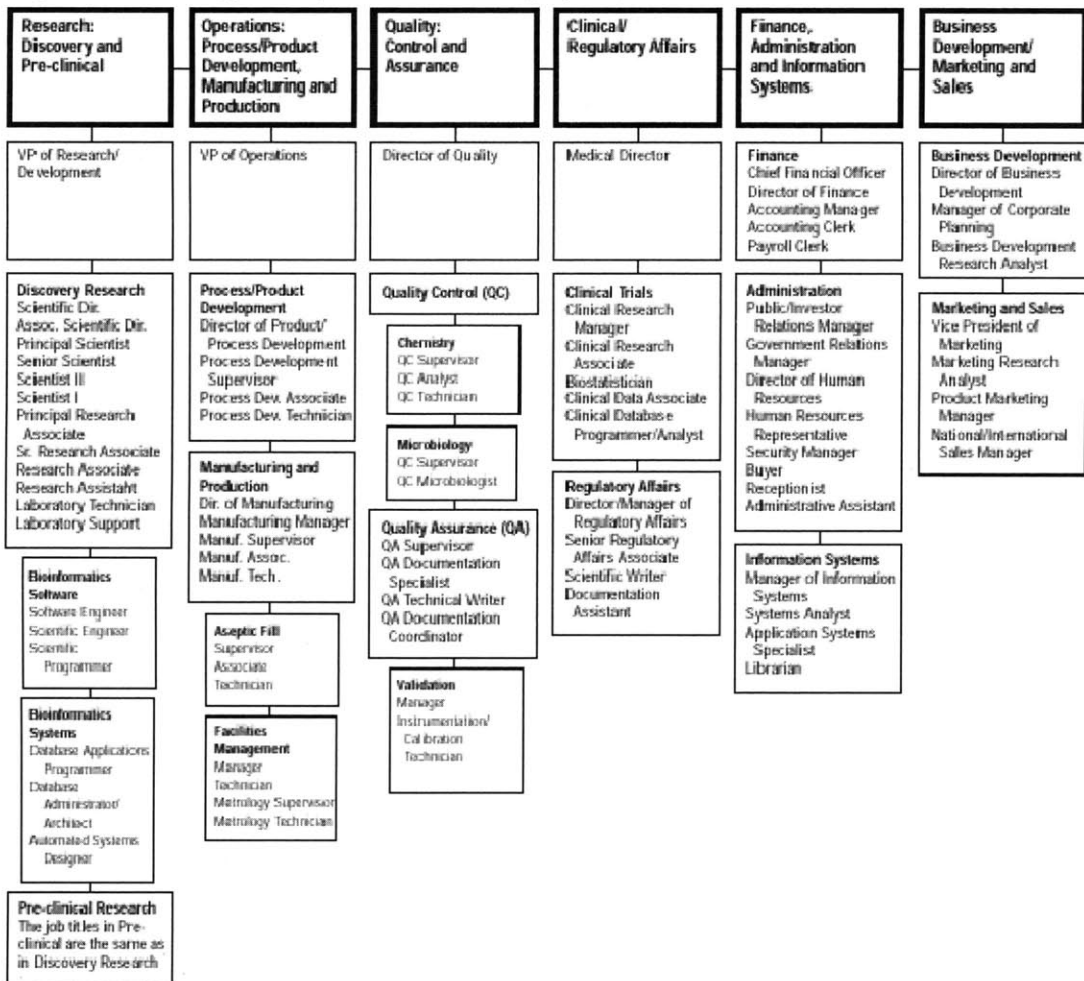 Research:
Discovery and
Pre-clinical
VP of Research/
Development
Discovery Research
Scientific Dir.
Assoc. Scientific Dir.
Principal Scientist
Senior Scientist
Scientist III
Scientist I
Principal Research
Associate
Sr. Research Associate
Research Associate
Research Assistant
Laboratory Technician
Laboratory Support
Bioinformatics
Software
Software Engineer
Scientific Engineer
Scientific
Programmer
Bioinformatics
Systems
Database Applications
Programmer
Database
Administrator/
Architect
Automated Systems
Designer
Pre-clinical Research
The job titles in Pre-
clinical are the same as
in Discovery Research
Operations:
Process/Product
Development,
Manufacturing and
Production
VP of Operations
Process/Product
Development
Director of Product/
Process Development
Process Development
Supervisor
Process Dev. Associate
Process Dev. Technician
Manufacturing and
Production
Dir. of Manufacturing
Manufacturing Manager
Manuf. Supervisor
Manuf. Assoc.
Manuf. Tech.
Aseptic Fill
Supervisor
Associate
Technician
Facilities
Management
Manager
Technician
Metrology Supervisor
Metrology Technician
Quality:
Control and
Assurance
Director of Quality
Quality Control (QC)
Chemistry
QC Supervisor
QC Analyst
QC Technician
Microbiology
QC Supervisor
QC Microbiologist
Quality Assurance (QA)
QA Supervisor
QA Documentation
Specialist
QA Technical Writer
QA Documentation
Coordinator
Validation
Manager
Instrumentation/
Calibration
Technician
Clinical/
Regulatory Affairs
Medical Director
Clinical Trials
Clinical Research
Manager
Clinical Research
Associate
Biostatistician
Clinical Data Associate
Clinical Database
Programmer/Analyst
Regulatory Affairs
Director/Manager of
Regulatory Affairs
Senior Regulatory
Affairs Associate
Scientific Writer
Documentation
Assistant
Finance,
Administration
and Information
Systems
Finance
Chief Financial Officer
Director of Finance
Accounting Manager
Accounting Clerk
Payroll Clerk
Administration
Public/Investor
Relations Manager
Government Relations
Manager
Director of Human
Resources
Human Resources
Representative
Security Manager
Buyer
Receptionist
Administrative Assistant
Information Systems
Manager of Information
Systems
Systems Analyst
Application Systems
Specialist
Librarian
Business
Development/
Marketing and
Sales
Business Development
Director of Business
Development
Manager of Corporate
Planning
Business Development
Research Analyst
Marketing and Sales
Vice President of
Marketing
Marketing Research
Analyst
Product Marketing
Manager
National/International
Sales Manager